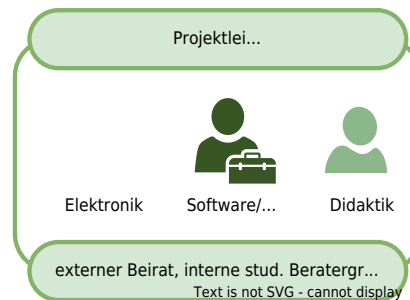 Projektlei...
Elektronik Software/... Didaktik
externer Beirat, interne stud. Beratergr...
Text is not SVG - cannot display